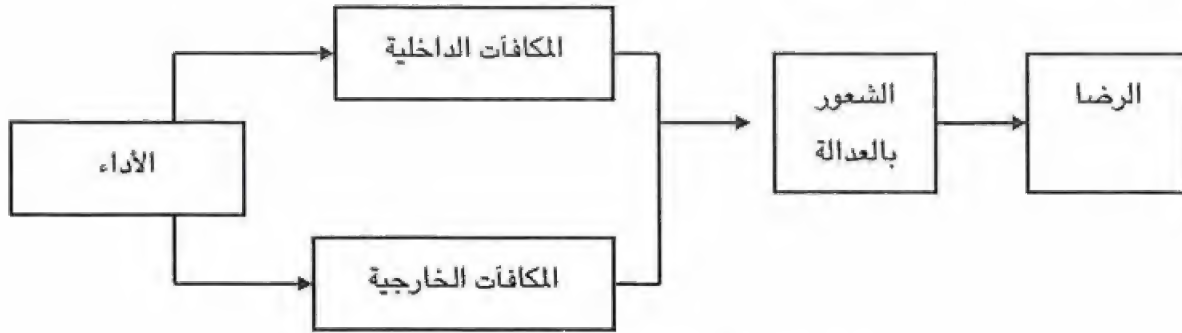 المكافآت الداخلية
الشعور
بالعدالة
الرضا
الأداء
المكافآت الخارجية